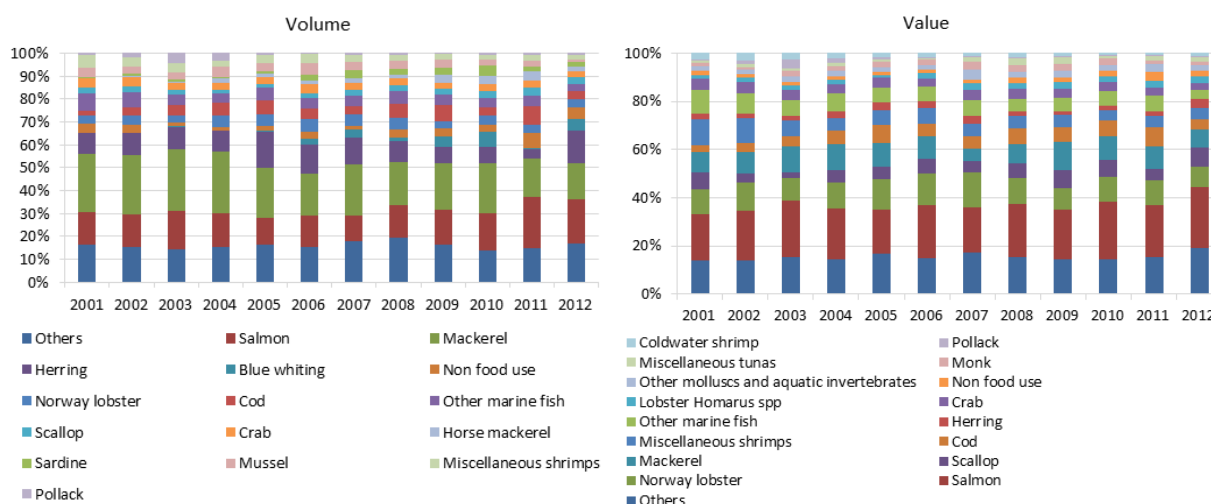 Volume
100%
90%
80%
70%
60%
50%
40%
30%
20%
10%
0%
2001 2002 2003 2004 2005 2006 2007 2008 2009 2010 2011 2012
Others Salmon Mackerel
Herring Blue whiting Non food use
Norway lobster Cod Other marine fish
Scallop Crab Horse mackerel
Sardine Mussel Miscellaneous shrimps
Pollack
Value
100%
80%
60%
40%
20%
0%
2001 2002 2003 2004 2005 2006 2007 2008 2009 2010 2011 2012
Coldwater shrimp Pollack
Miscellaneous tunas Monk
Other molluscs and aquatic invertebrates Non food use
Lobster Homarus spp Crab
Other marine fish Herring
Miscellaneous shrimps Cod
Mackerel Scallop
Norway lobster Salmon
Others